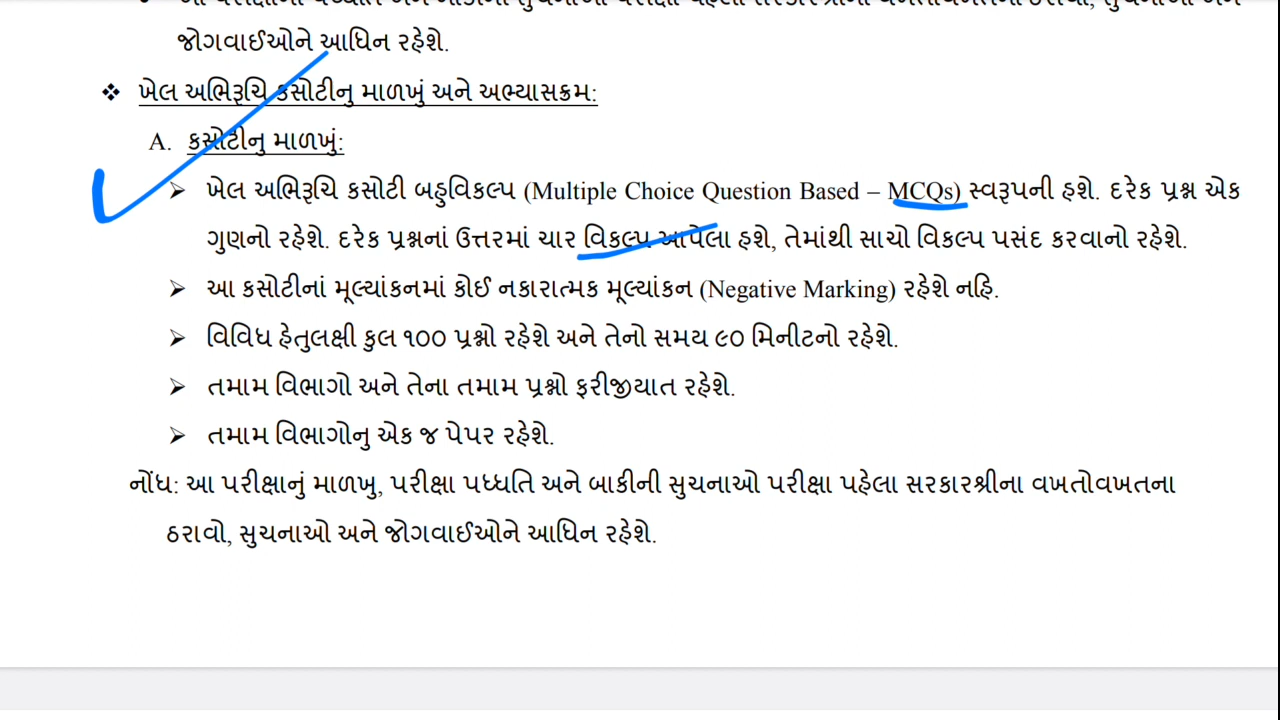 જોગવાઈઓને આધિન રહેશે.
❖ ખેલ અભિરૂચિ કસોટીનુ માળખું અને અભ્યાસક્રમ:
A. કસોટીનુ માળખું:
➢ ખેલ અભિરૂચિ કસોટી બહુવિકલ્પ (Multiple Choice Question Based – MCQs) સ્વરૂપની હશે. દરેક પ્રશ્ન એક
ગુણનો રહેશે. દરેક પ્રશ્નનાં ઉત્તરમાં ચાર વિકલ્પ આપેલા હશે, તેમાંથી સાચો વિકલ્પ પસંદ કરવાનો રહેશે.
➢ આ કસોટીનાં મૂલ્યાંકનમાં કોઈ નકારાત્મક મૂલ્યાંકન (Negative Marking) રહેશે નહિ.
➢ વિવિધ હેતુલક્ષી કુલ ૧૦૦ પ્રશ્નો રહેશે અને તેનો સમય ૯૦ મિનીટનો રહેશે.
➢ તમામ વિભાગો અને તેના તમામ પ્રશ્નો ફરીજીયાત રહેશે.
➢ તમામ વિભાગોનુ એક જ પેપર રહેશે.
નોંધ: આ પરીક્ષાનું માળખુ, પરીક્ષા પધ્ધતિ અને બાકીની સુચનાઓ પરીક્ષા પહેલા સરકારશ્રીના વખતોવખતના
ઠરાવો, સુચનાઓ અને જોગવાઈઓને આધિન રહેશે.